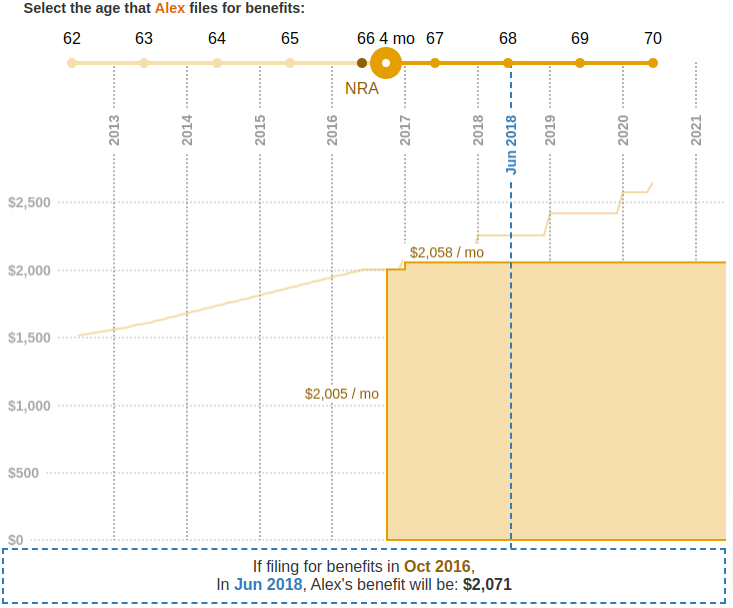 Select the age that Alex files for benefits:
62 63 64 65 66 4 mo 67 68 69 70
NRA
2013 2014 2015 2016 2017 2018 Jun 2018 2019 2020 2021
$2,500
$2,058 / mo
$2,000
$1,500
$2,005 / mo
$1,000
$500
$0
If filing for benefits in Oct 2016,
In Jun 2018, Alex's benefit will be: $2,071